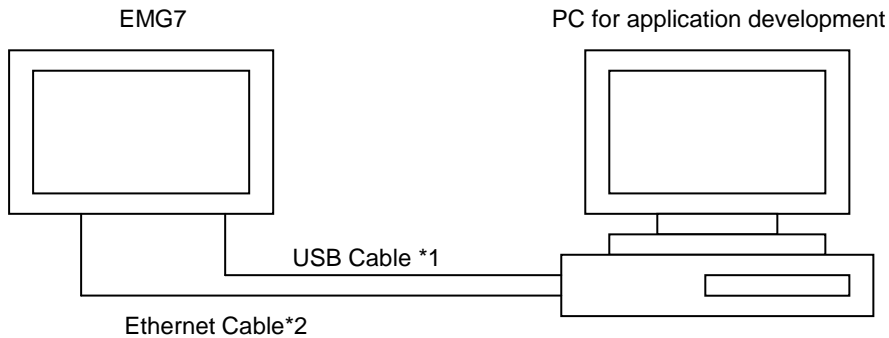 EMG7
PC for application development
USB Cable *1
Ethernet Cable*2